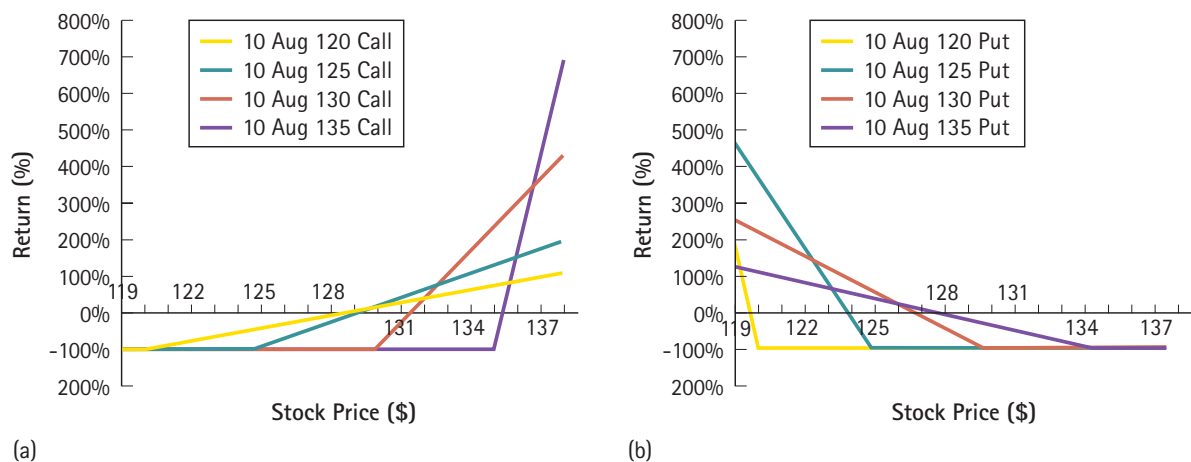 800%
700%
600%
500%
400%
300%
200%
100%
0%
-100%
200%
Return (%)
10 Aug 120 Call
10 Aug 125 Call
10 Aug 130 Call
10 Aug 135 Call
119 122 125 128
131 134 137
Stock Price ($)
(a)
800%
700%
600%
500%
400%
300%
200%
100%
0%
-100%
200%
Return (%)
10 Aug 120 Put
10 Aug 125 Put
10 Aug 130 Put
10 Aug 135 Put
128 131
119 122 125 134 137
Stock Price ($)
(b)